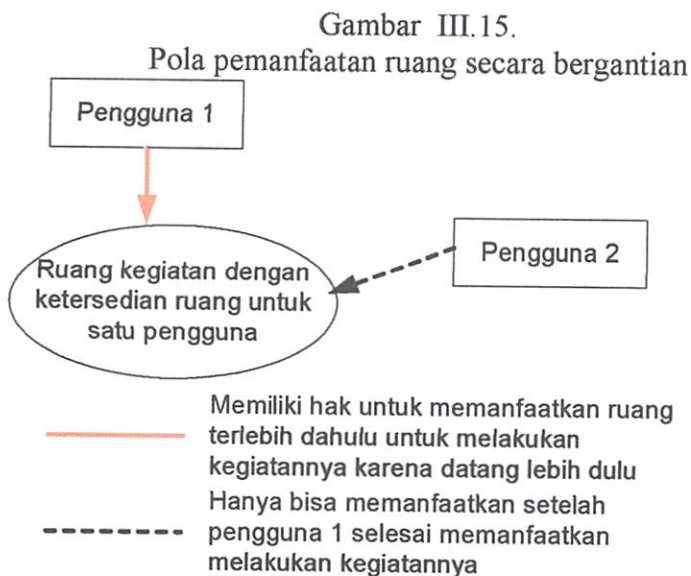 Gambar III.15.
Pola pemanfaatan ruang secara bergantian
Pengguna 1
Pengguna 2
Ruang kegiatan dengan
ketersedian ruang untuk
satu pengguna
Memiliki hak untuk memanfaatkan ruang
terlebih dahulu untuk melakukan
kegiatannya karena datang lebih dulu
Hanya bisa memanfaatkan setelah
pengguna 1 selesai memanfaatkan
melakukan kegiatannya